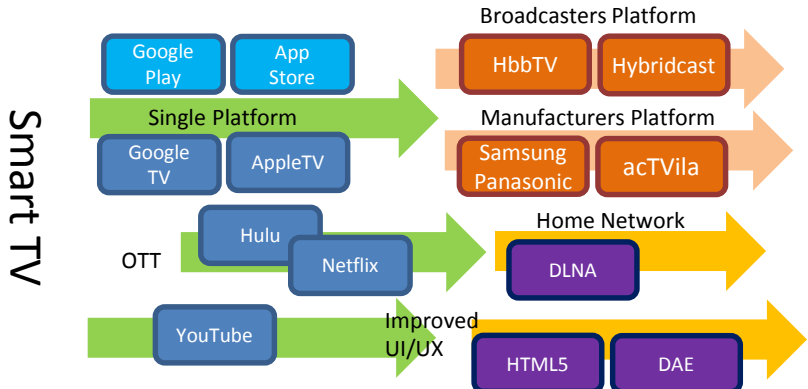 Smart TV
Google
Play
App
Store
Single Platform
Google
TV
AppleTV
Broadcasters Platform
HbbTV
Hybridcast
Manufacturers Platform
Samsung
Panasonic
acTVila
OTT
Hulu
Netflix
Home Network
DLNA
YouTube
Improved
UI/UX
HTML5
DAE